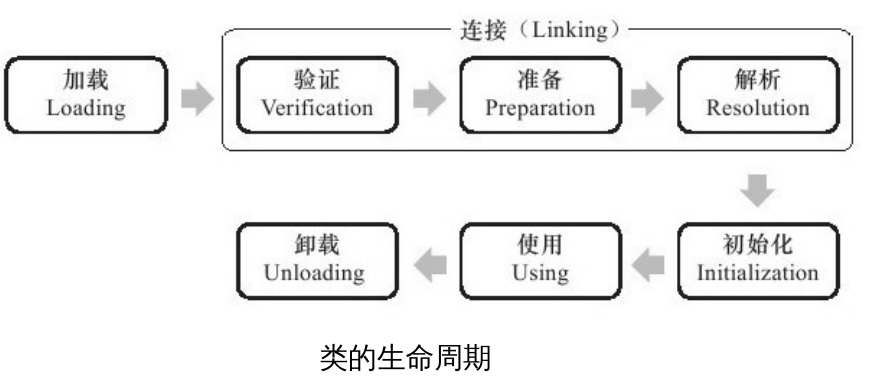 连接（Linking）
加载
Loading
验证
Verification
准备
Preparation
解析
Resolution
初始化
Initialization
使用
Using
卸载
Unloading
类的生命周期